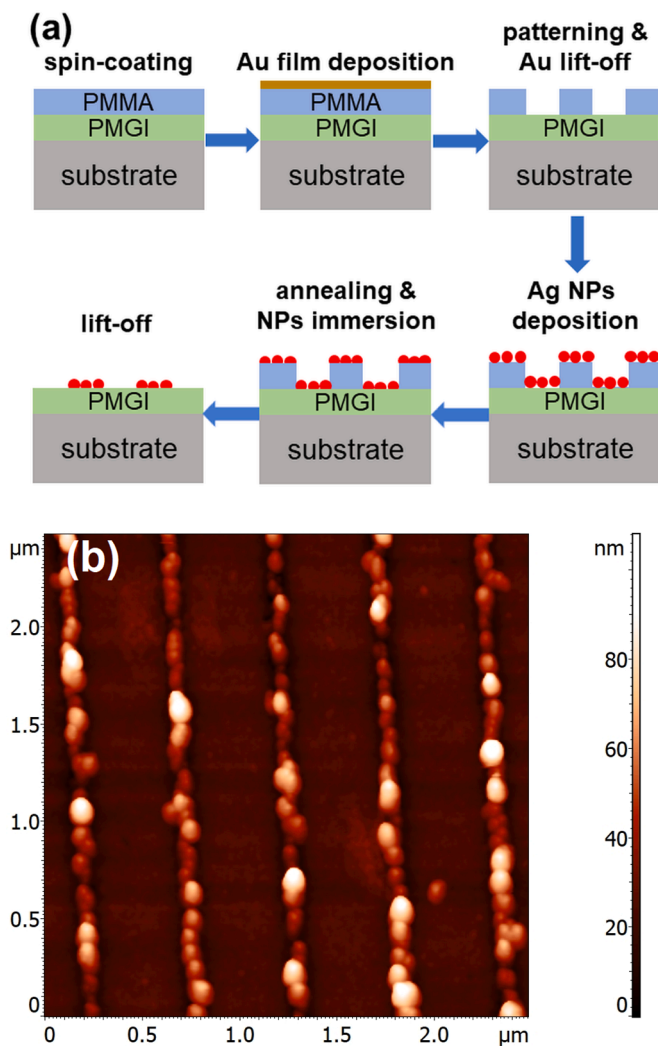 (a)
patterning &
spin-coating Au film deposition Au lift-off
PMMA PMMA
PMGI PMGI PMGI
substrate substrate substrate
annealing & Ag NPs
lift-off NPs immersion deposition
PMGI PMGI PMGI
substrate substrate substrate
(b)
µm nm
2.0
80
1.5
60
1.0
40
0.5
20
0 0
0 0.5 1.0 1.5 2.0 µm